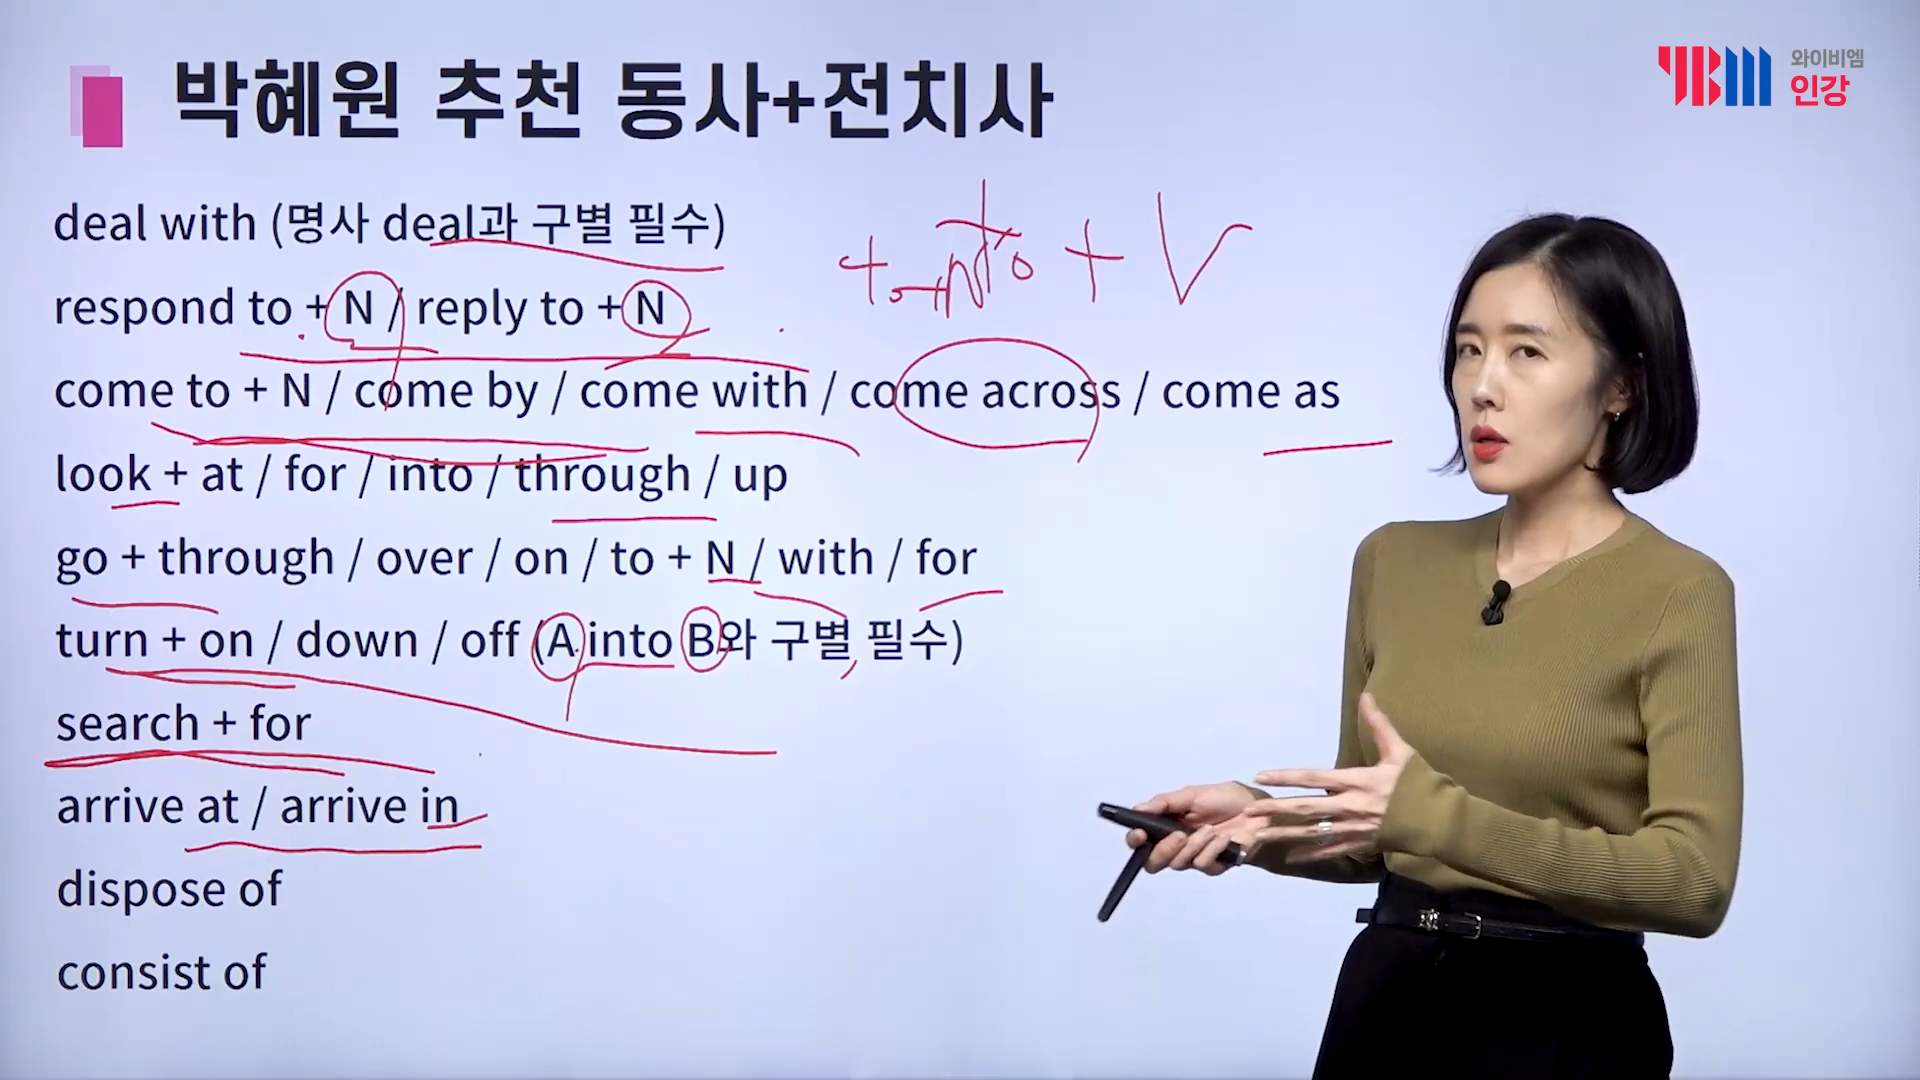 박혜원 추천 동사+전치사
YBM 와이비엠 인강
deal with (명사 deal과 구별 필수)
respond to + N / reply to + N
come to + N / come by / come with / come across / come as
look + at / for / into / through / up
go + through / over / on / to + N / with / for
turn + on / down / off (A into B와 구별 필수)
search + for
arrive at / arrive in
dispose of
consist of
to + V